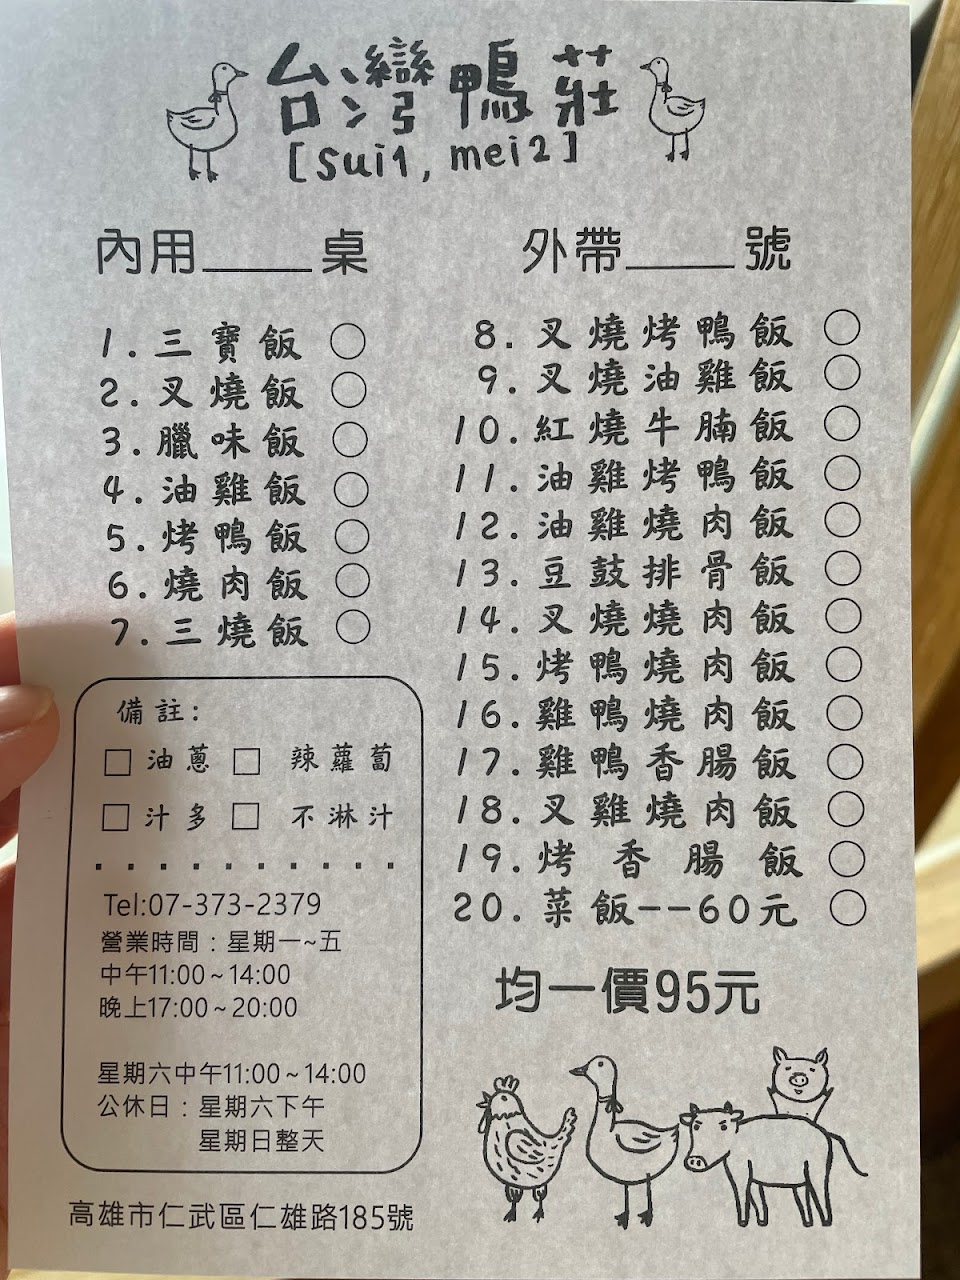 台灣鴨莊
[sui1, mei2]
內用____桌
外帶____號
1.三寶飯
2.叉燒飯
3.臘味飯
4.油雞飯
5.烤鴨飯
6.燒肉飯
7.三燒飯
8.叉燒烤鴨飯
9.叉燒油雞飯
10.紅燒牛腩飯
11.油雞烤鴨飯
12.油雞燒肉飯
13.豆鼓排骨飯
14.叉燒燒肉飯
15.烤鴨燒肉飯
16.雞鴨燒肉飯
17.雞鴨香腸飯
18.叉雞燒肉飯
19.烤香腸飯
20.菜飯--60元
均一價95元
備註:
油蔥 辣蘿蔔
汁多 不淋汁
Tel:07-373-2379
營業時間：星期一~五
中午11:00~14:00
晚上17:00~20:00
星期六中午11:00~14:00
公休日：星期六下午
星期日整天
高雄市仁武區仁雄路185號